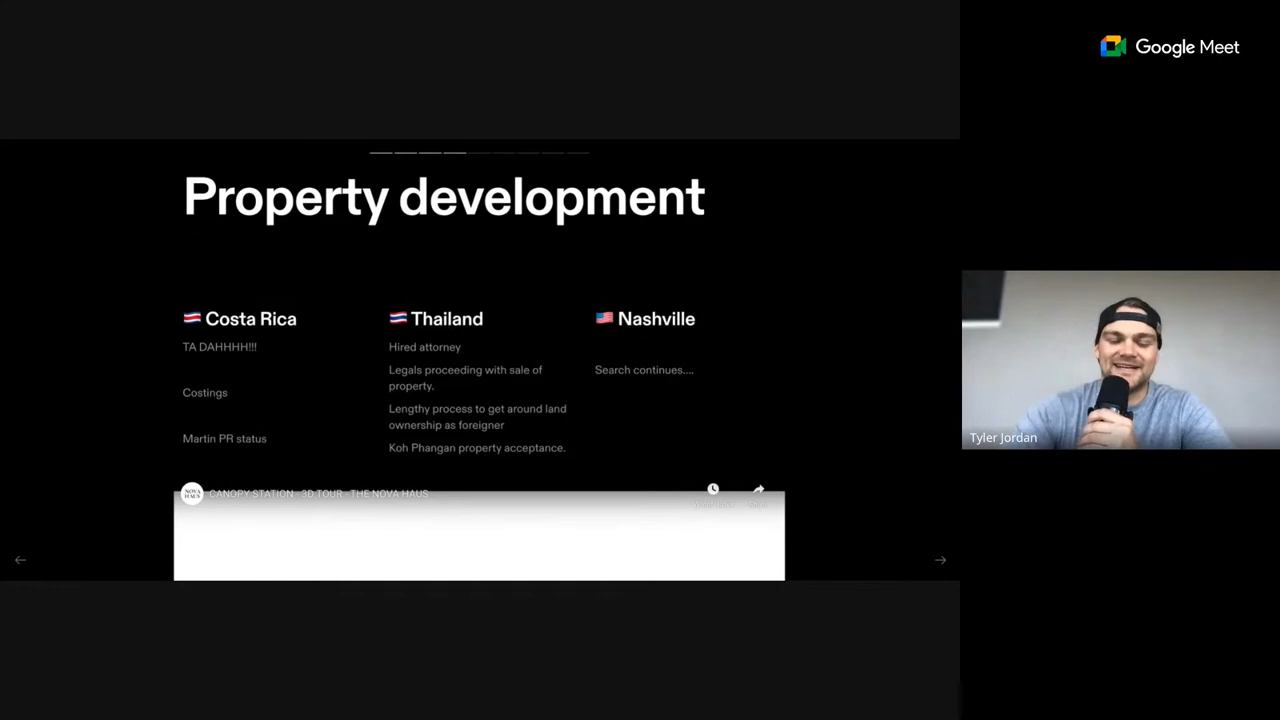 Google Meet
Property development
Costa Rica
TA DAHHHH!!!
Costings
Martin PR status
Thailand
Hired attorney
Legals proceeding with sale of
property.
Lengthy process to get around land
ownership as foreigner
Koh Phangan property acceptance.
Nashville
Search continues....
NOVA
HAUS
CANOPY STATION - 3D TOUR - THE NOVA HAUS
Tyler Jordan